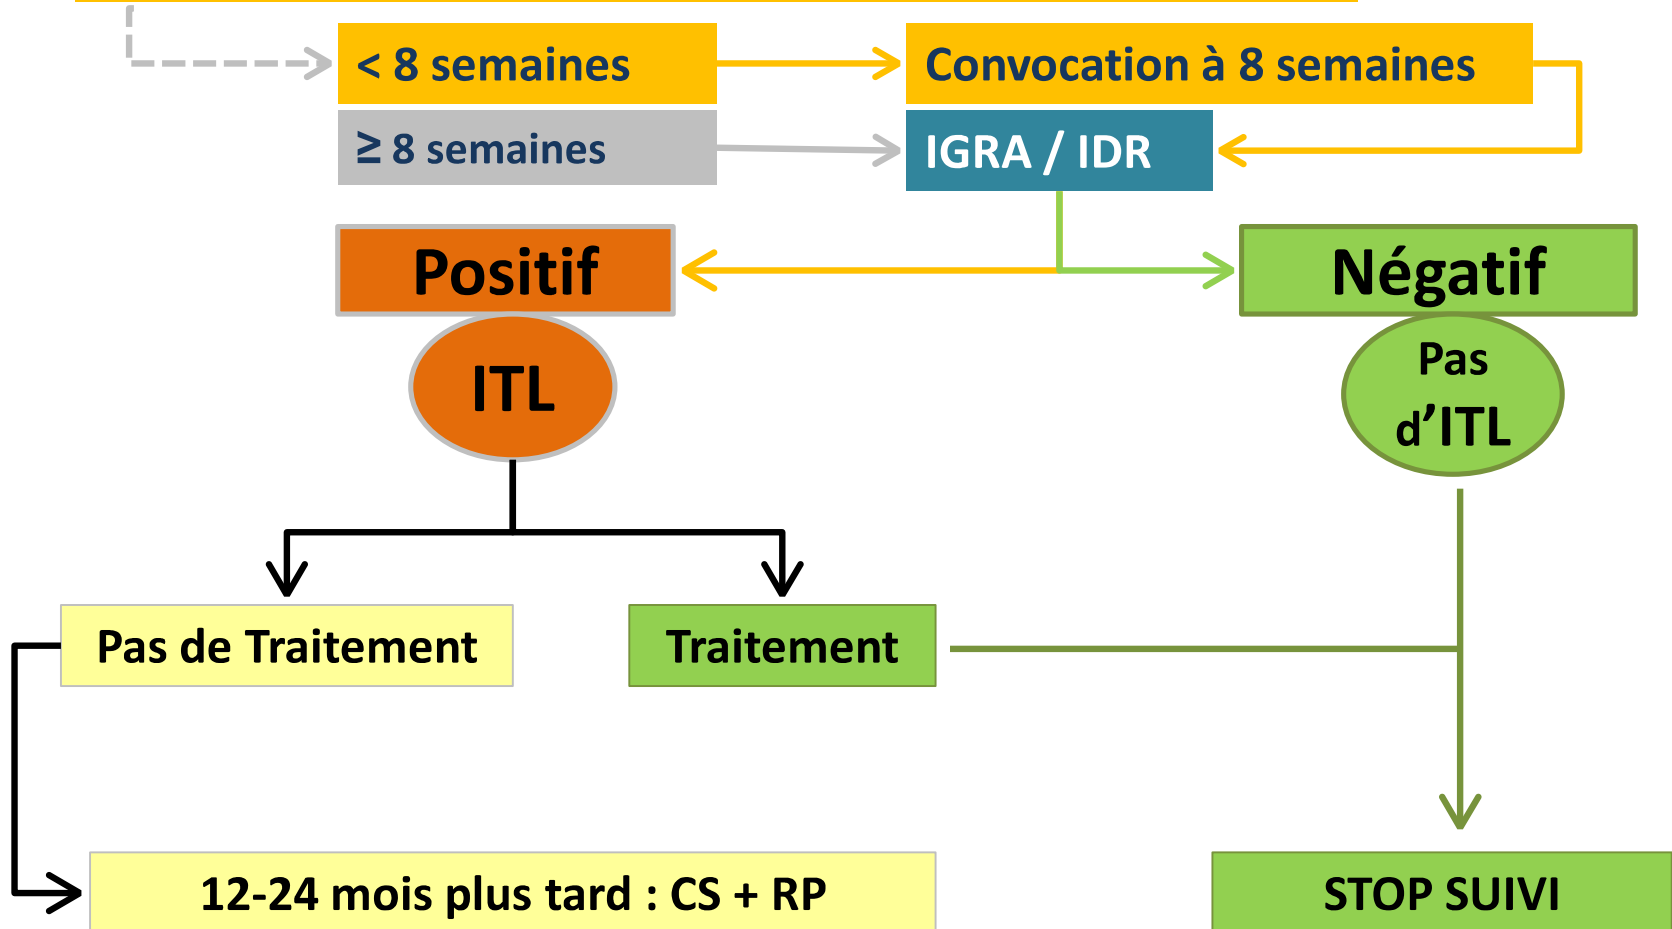 < 8 semaines
Convocation à 8 semaines
≥ 8 semaines
IGRA / IDR
Positif
Négatif
ITL
Pas
d’ITL
Pas de Traitement
Traitement
12-24 mois plus tard : CS + RP
STOP SUIVI